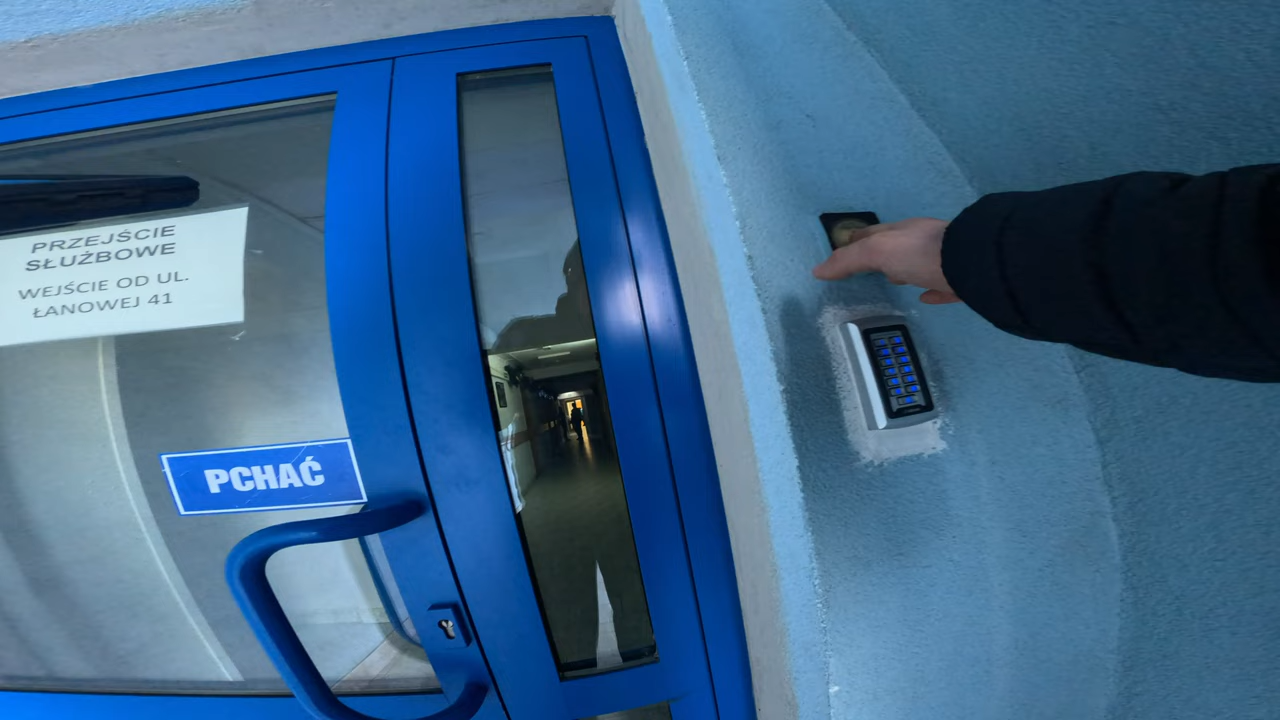 PRZEJŚCIE
SŁUŻBOWE
WEJŚCIE OD UL.
ŁANOWEJ 41
PCHAĆ